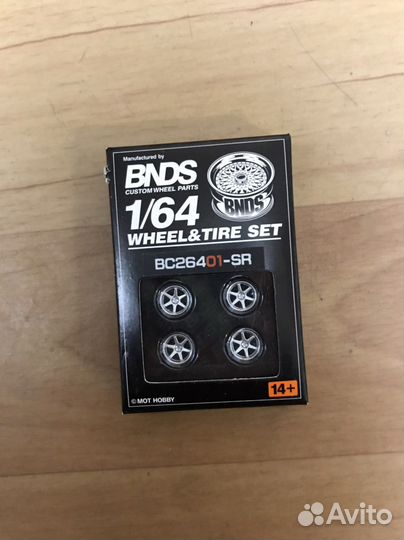 Manufactured by
BNDS
CUSTOM WHEEL PARTS
BNDS
1/64
WHEEL&TIRE SET
BC26401-SR
14+
© MOT HOBBY
Avito